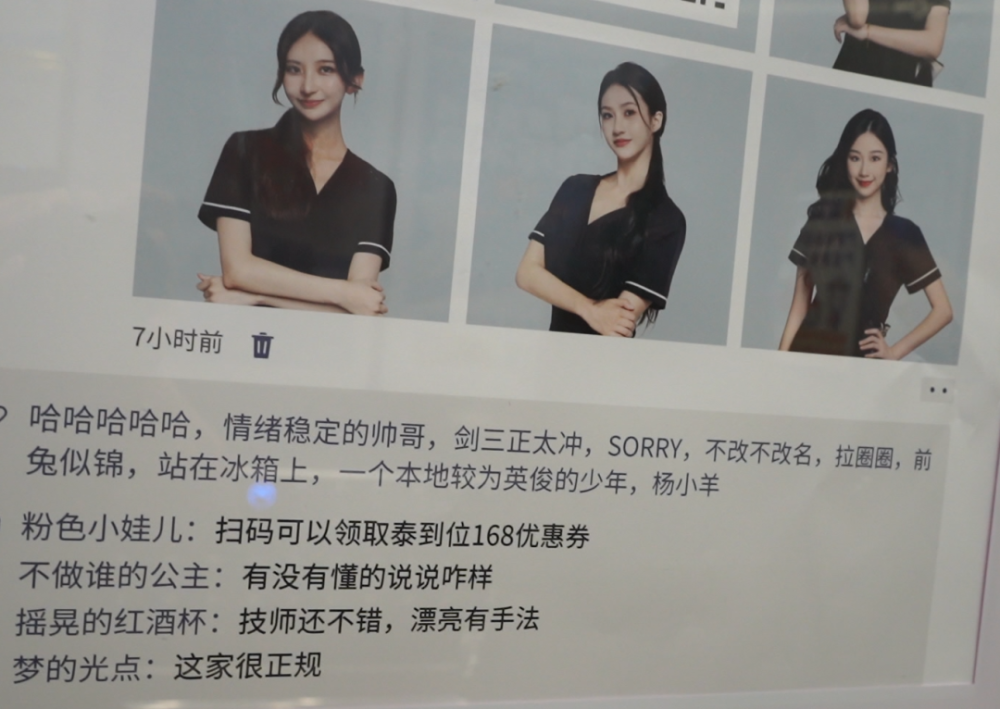 7小时前
哈哈哈哈哈，情绪稳定的帅哥，剑三正太冲，SORRY，不改不改名，拉圈圈，前
兔似锦，站在冰箱上，一个本地较为英俊的少年，杨小羊
粉色小娃儿：扫码可以领取泰到位168优惠券
不做谁的公主：有没有懂的说说咋样
摇晃的红酒杯：技师还不错，漂亮有手法
梦的光点：这家很正规